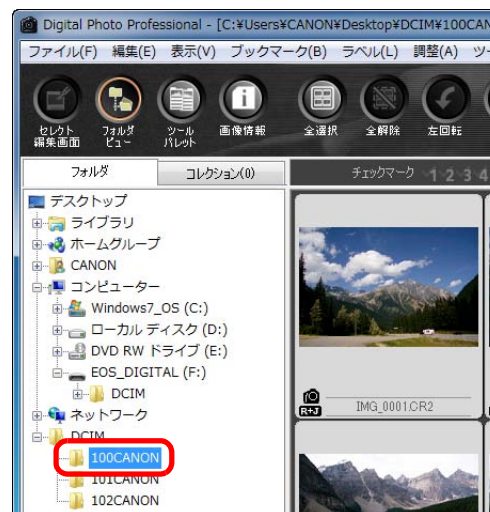 Digital Photo Professional - [C:¥Users¥CANON¥Desktop¥DCIM¥100CAN
ファイル(F) 編集(E) 表示(V) ブックマーク(B) ラベル(L) 調整(A) ツ
セレクト編集画面 フォルダビュー ツールパレット 画像情報 全選択 全解除 左回転
フォルダ コレクション(0) チェックマーク 1 2 3 4
デスクトップ
ライブラリ
ホームグループ
CANON
コンピューター
Windows7_OS (C:)
ローカル ディスク (D:)
DVD RW ドライブ (E:)
EOS_DIGITAL (F:)
DCIM
ネットワーク
DCIM
100CANON
101CANON
102CANON
R+J
IMG_0001.CR2